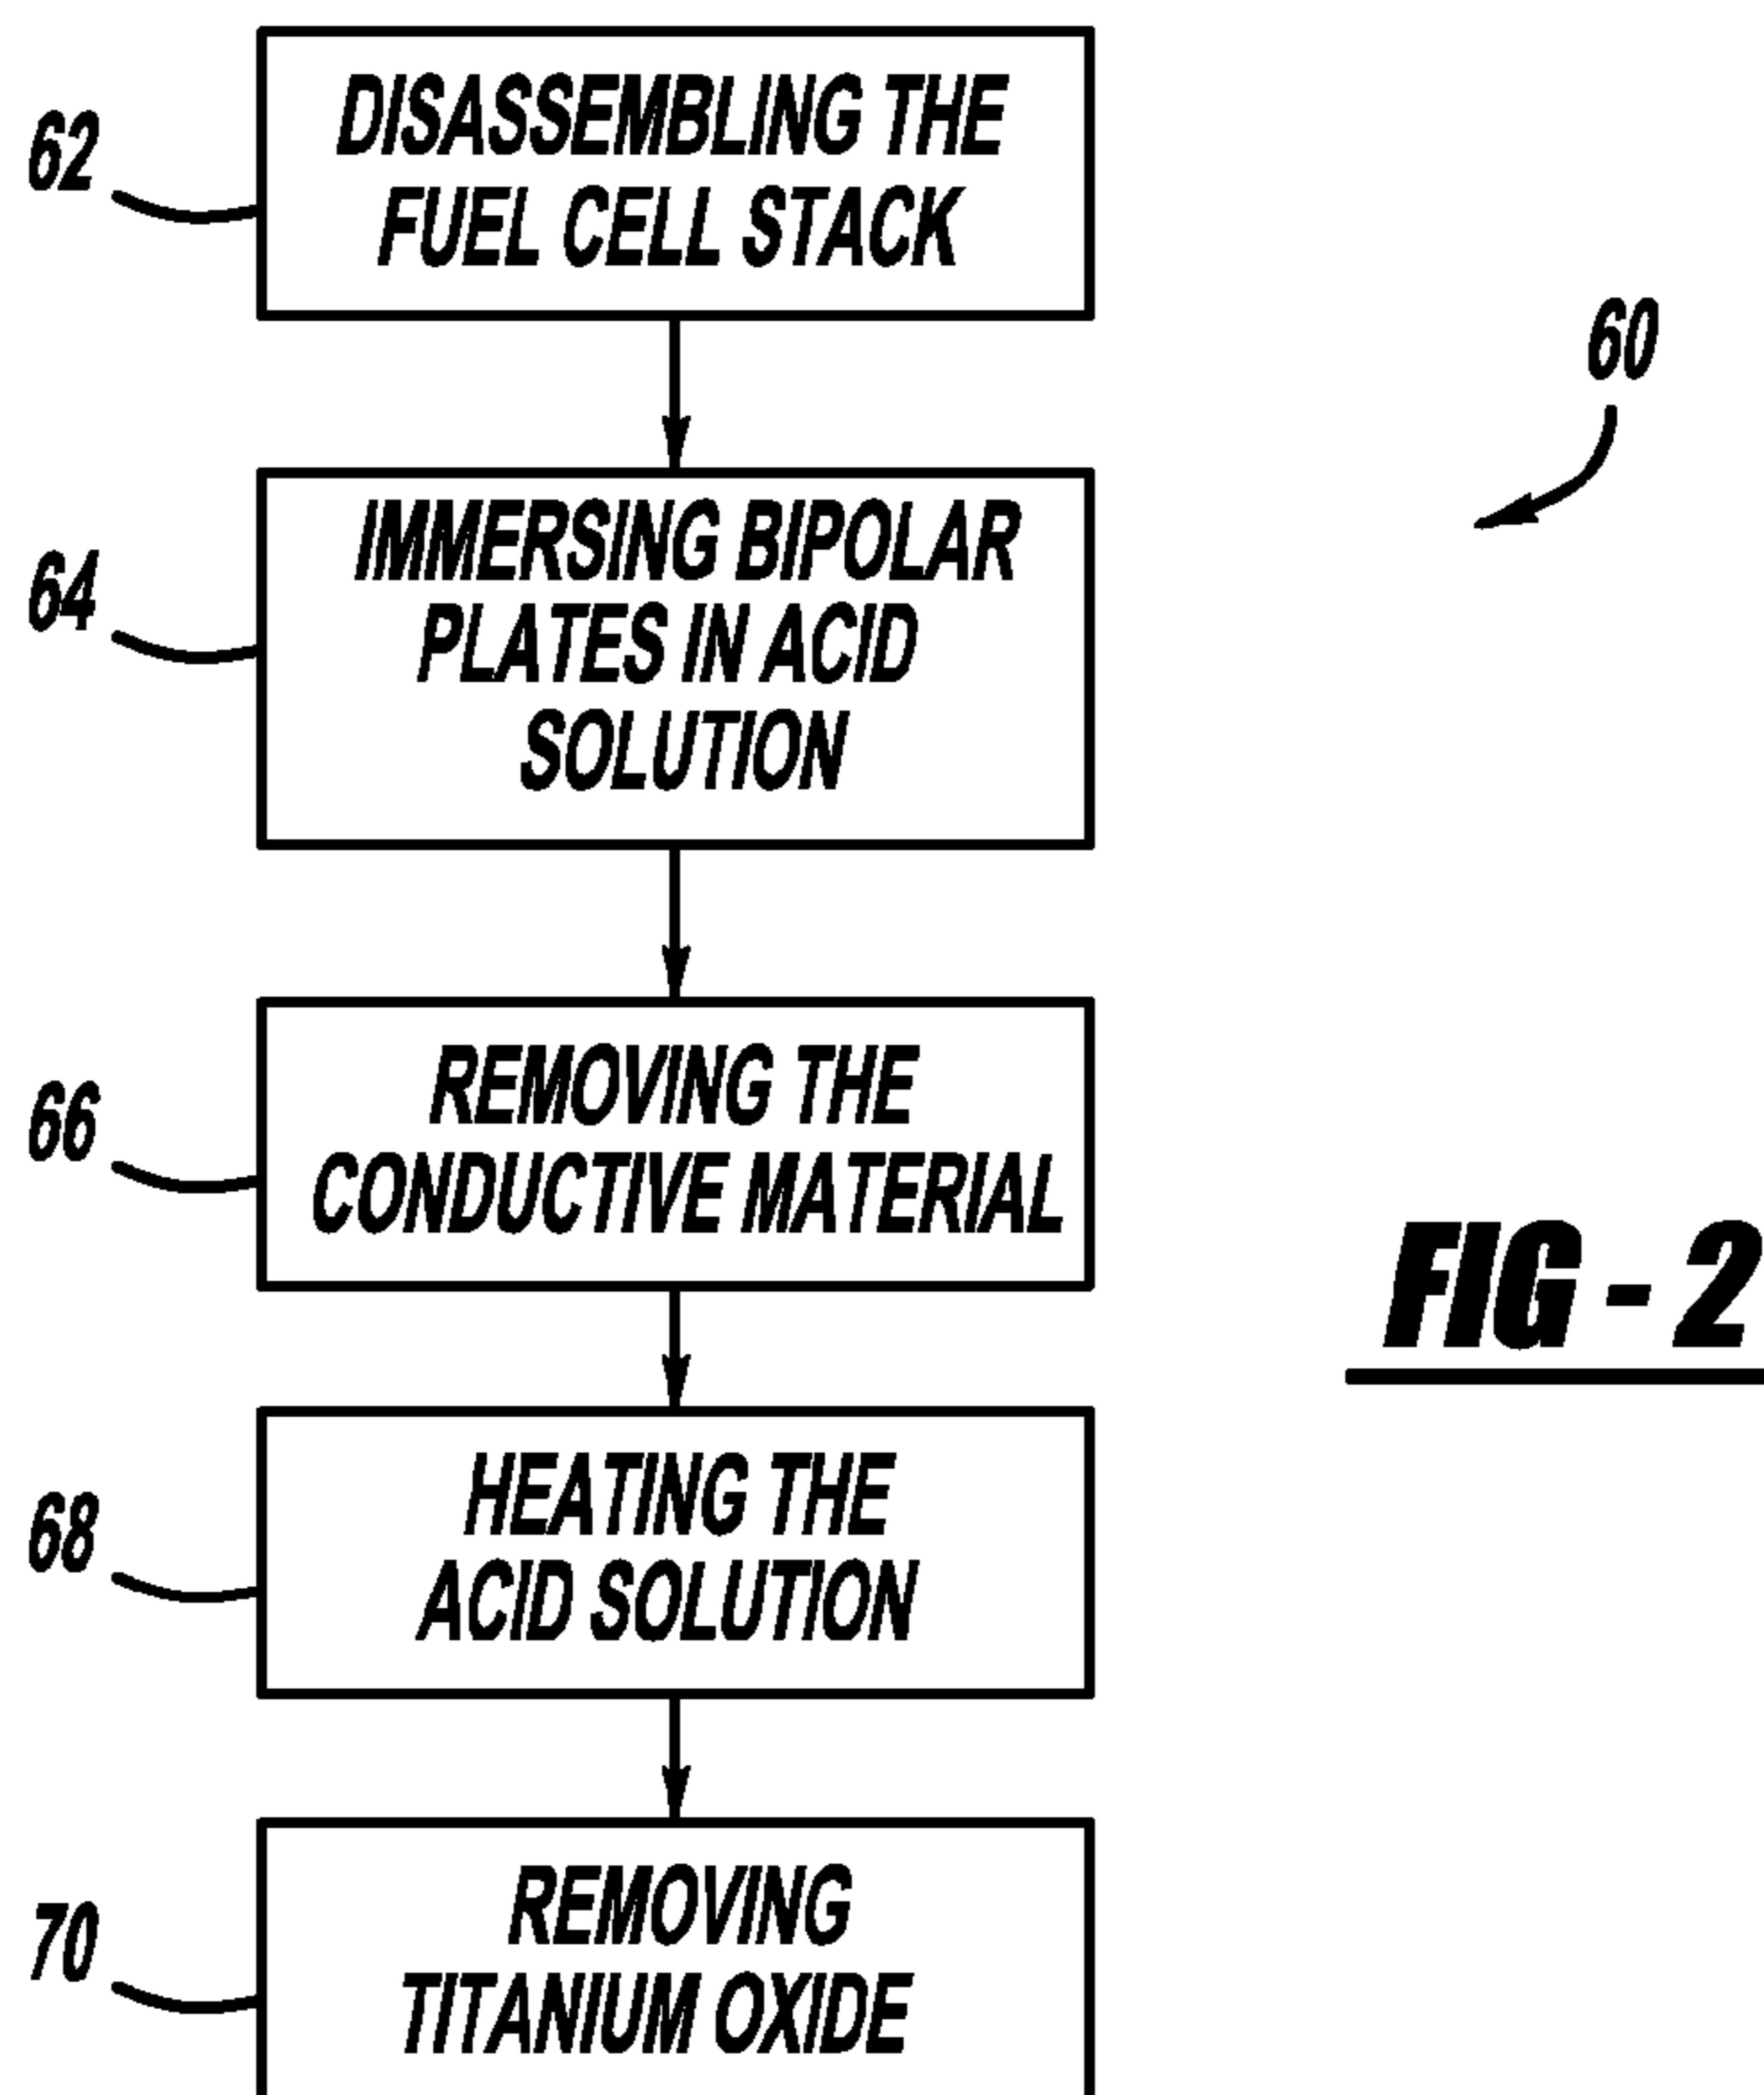 62
DISASSEMBLING THE
FUEL CELL STACK
60
64
IMMERSING BIPOLAR
PLATES IN ACID
SOLUTION
66
REMOVING THE
CONDUCTIVE MATERIAL
FIG - 2
68
HEATING THE
ACID SOLUTION
70
REMOVING
TITANIUM OXIDE